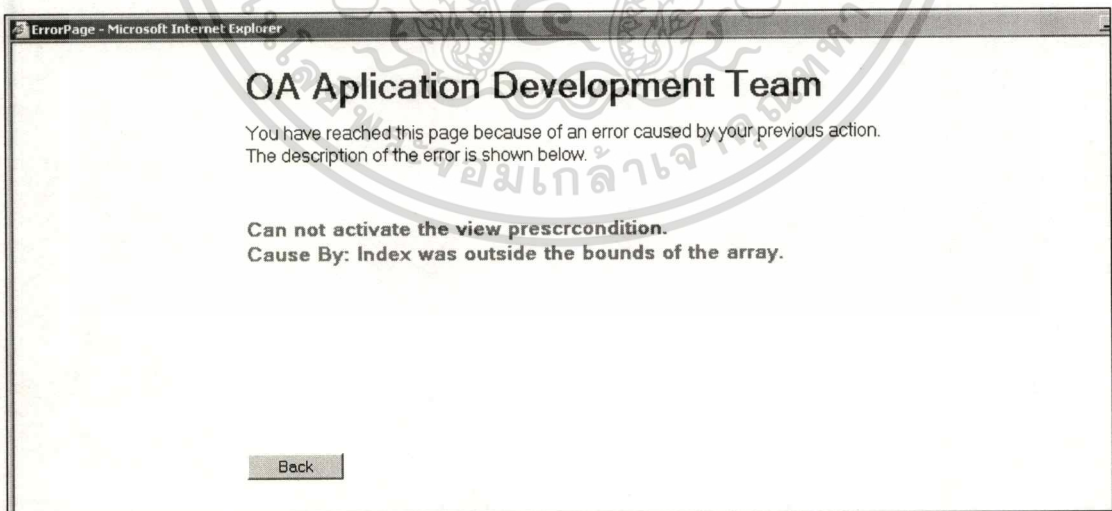 ErrorPage - Microsoft Internet Explorer
OA Aplication Development Team
You have reached this page because of an error caused by your previous action.
The description of the error is shown below.
Can not activate the view prescrcondition.
Cause By: Index was outside the bounds of the array.
Back